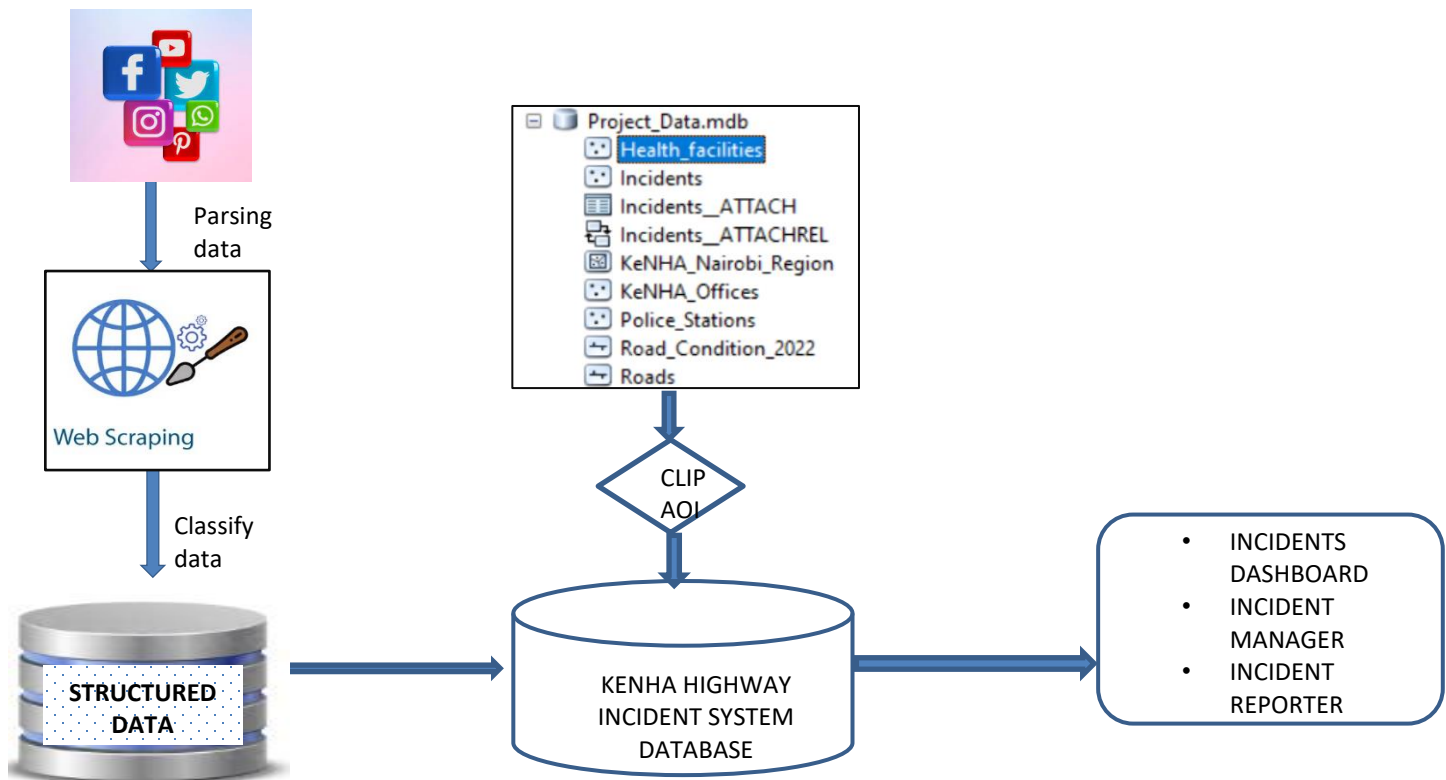 Parsing
data
Web Scraping
Classify
data
STRUCTURED
DATA
Project_Data.mdb
Health_facilities
Incidents
Incidents__ATTACH
Incidents__ATTACHREL
KeNHA_Nairobi_Region
KeNHA_Offices
Police_Stations
Road_Condition_2022
Roads
CLIP
AOI
KENHA HIGHWAY
INCIDENT SYSTEM
DATABASE
• INCIDENTS
DASHBOARD
• INCIDENT
MANAGER
• INCIDENT
REPORTER